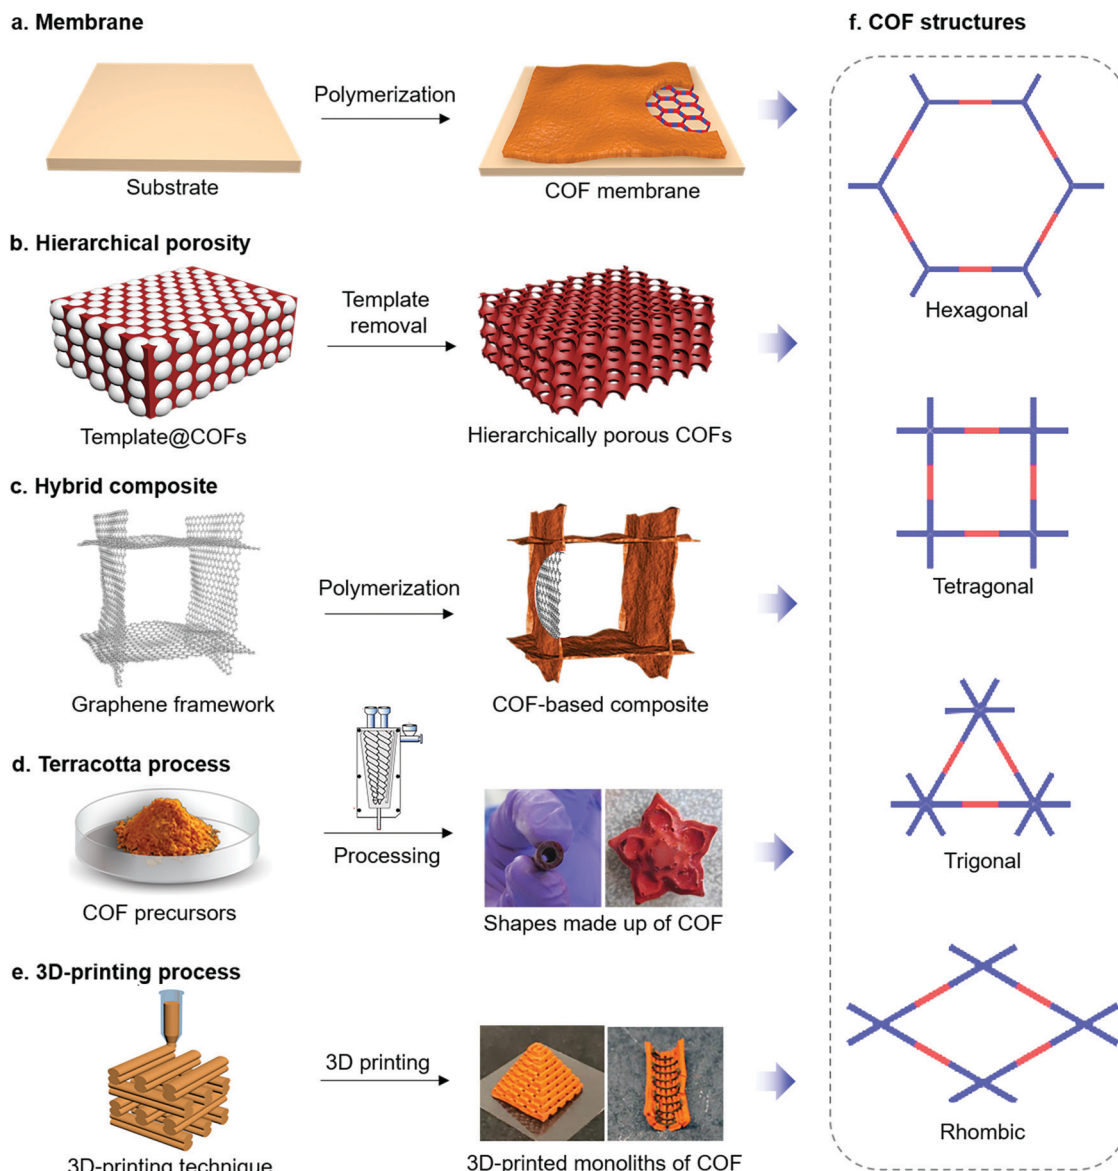 a. Membrane
Polymerization
Substrate
COF membrane
b. Hierarchical porosity
Template
removal
Template@COFs
Hierarchically porous COFs
c. Hybrid composite
Polymerization
Graphene framework
COF-based composite
d. Terracotta process
Processing
COF precursors
Shapes made up of COF
e. 3D-printing process
3D printing
3D-printing technique
3D-printed monoliths of COF
f. COF structures
Hexagonal
Tetragonal
Trigonal
Rhombic